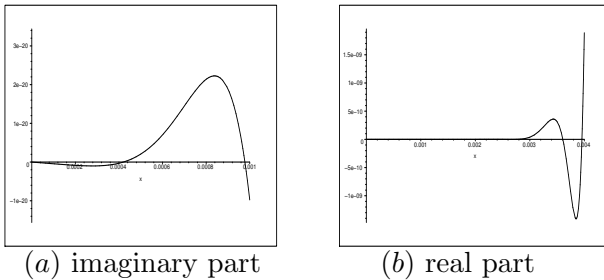 3e-20
2e-20
1e-20
0
0.0002 0.0004 0.0006 0.0008 0.001
x
-1e-20
(a) imaginary part
1.5e-09
1e-09
5e-10
0
0.001 0.002 0.003 0.004
x
-5e-10
-1e-09
(b) real part